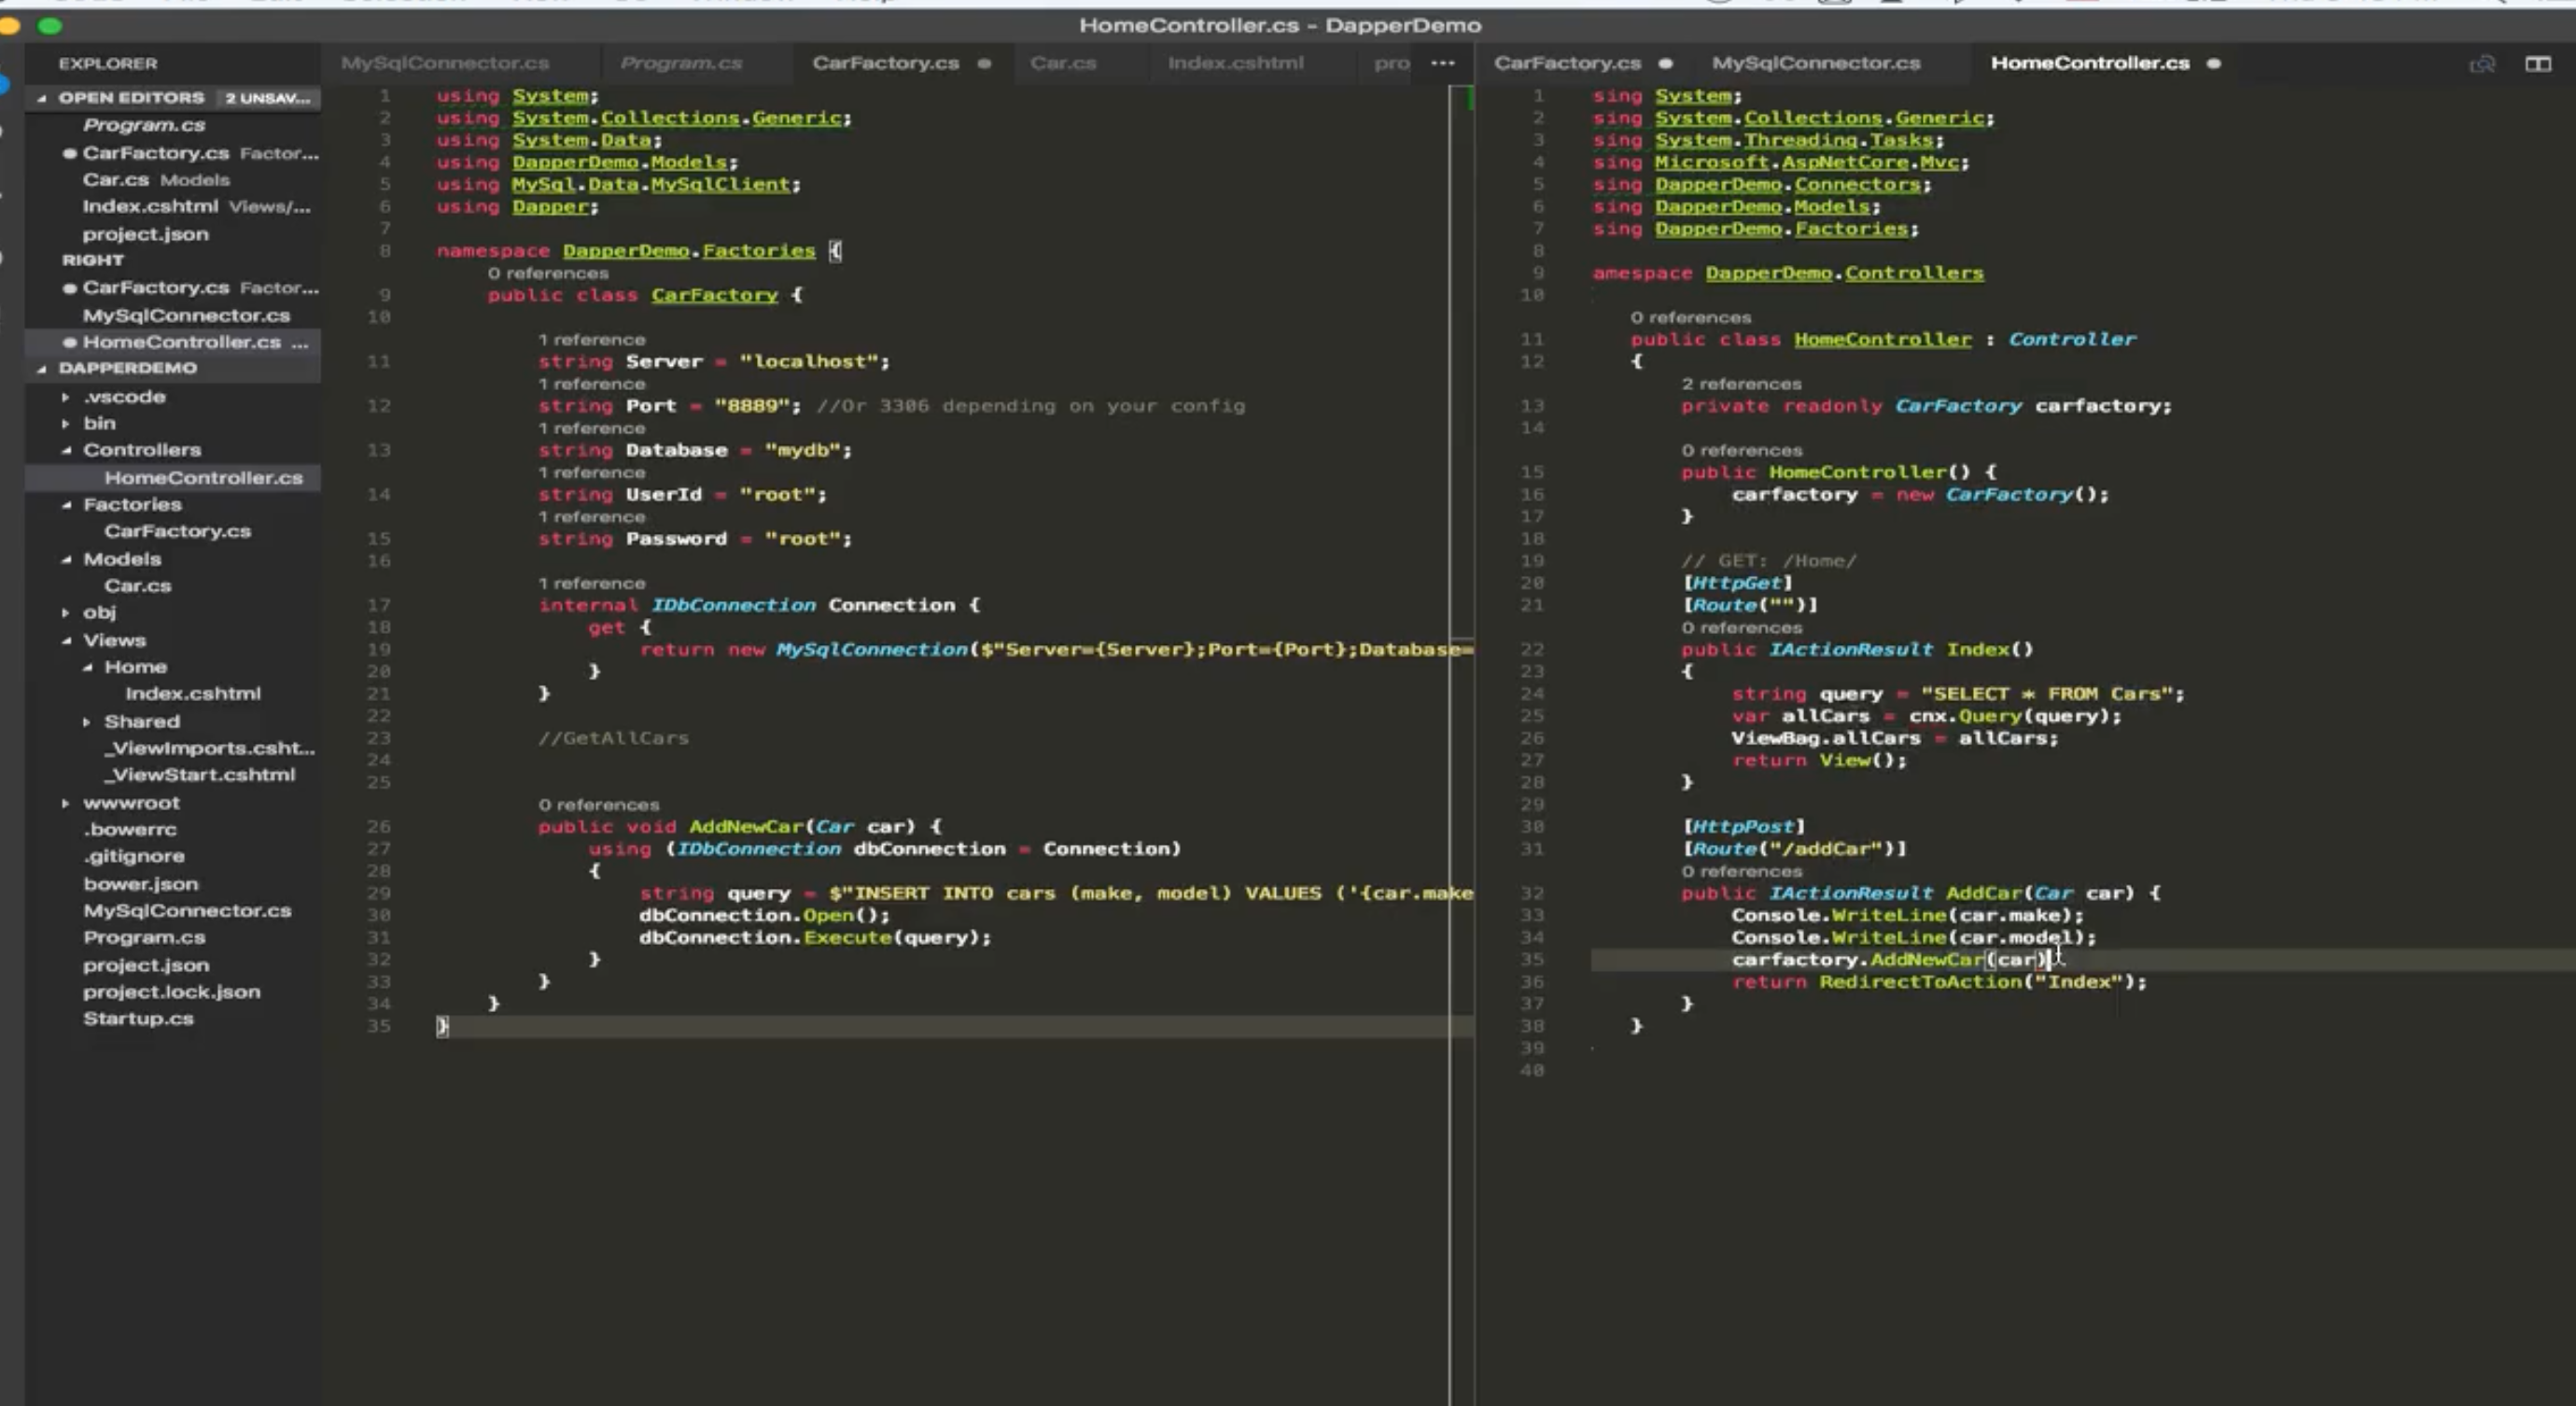 HomeController.cs - DapperDemo
EXPLORER
OPEN EDITORS 2 UNSAV...
Program.cs
CarFactory.cs Factor...
Car.cs Models
Index.cshtml Views/...
project.json
RIGHT
CarFactory.cs Factor...
MySqlConnector.cs
HomeController.cs ...
DAPPERDEMO
.vscode
bin
Controllers
HomeController.cs
Factories
CarFactory.cs
Models
Car.cs
obj
Views
Home
Index.cshtml
Shared
_ViewImports.csht...
_ViewStart.cshtml
wwwroot
.bowerrc
.gitignore
bower.json
MySqlConnector.cs
Program.cs
project.json
project.lock.json
Startup.cs
MySqlConnector.cs Program.cs CarFactory.cs Car.cs Index.cshtml pro ...
1 using System;
2 using System.Collections.Generic;
3 using System.Data;
4 using DapperDemo.Models;
5 using MySql.Data.MySqlClient;
6 using Dapper;
7
8 namespace DapperDemo.Factories {
0 references
9 public class CarFactory {
10
1 reference
11 string Server = "localhost";
1 reference
12 string Port = "8889"; //Or 3306 depending on your config
1 reference
13 string Database = "mydb";
1 reference
14 string UserId = "root";
1 reference
15 string Password = "root";
16
1 reference
17 internal IDbConnection Connection {
18 get {
19 return new MySqlConnection($"Server={Server};Port={Port};Database=
20 }
21 }
22
23 //GetAllCars
24
25
0 references
26 public void AddNewCar(Car car) {
27 using (IDbConnection dbConnection = Connection)
28 {
29 string query = $"INSERT INTO cars (make, model) VALUES ('{car.make
30 dbConnection.Open();
31 dbConnection.Execute(query);
32 }
33 }
34 }
35 }
CarFactory.cs MySqlConnector.cs HomeController.cs
1 sing System;
2 sing System.Collections.Generic;
3 sing System.Threading.Tasks;
4 sing Microsoft.AspNetCore.Mvc;
5 sing DapperDemo.Connectors;
6 sing DapperDemo.Models;
7 sing DapperDemo.Factories;
8
9 amespace DapperDemo.Controllers
10
0 references
11 public class HomeController : Controller
12 {
2 references
13 private readonly CarFactory carfactory;
14
0 references
15 public HomeController() {
16 carfactory = new CarFactory();
17 }
18
19 // GET: /Home/
20 [HttpGet]
21 [Route("")]
0 references
22 public IActionResult Index()
23 {
24 string query = "SELECT * FROM Cars";
25 var allCars = cnx.Query(query);
26 ViewBag.allCars = allCars;
27 return View();
28 }
29
30 [HttpPost]
31 [Route("/addCar")]
0 references
32 public IActionResult AddCar(Car car) {
33 Console.WriteLine(car.make);
34 Console.WriteLine(car.model);
35 carfactory.AddNewCar(car)
36 return RedirectToAction("Index");
37 }
38 }
39
40